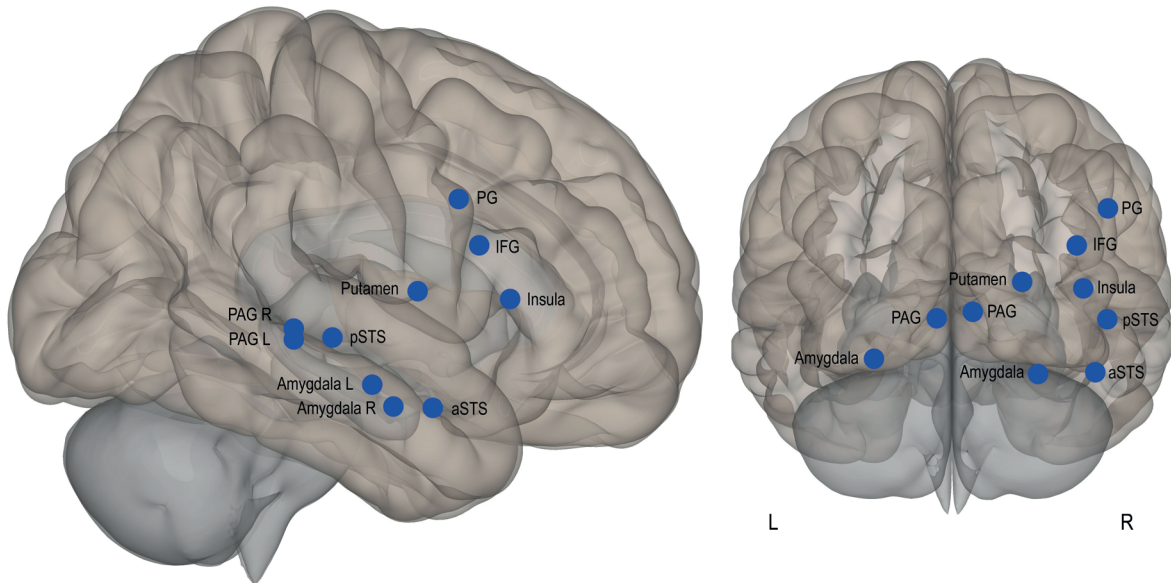 PG
IFG
Putamen
Insula
PAG R
PAG L
pSTS
Amygdala L
Amygdala R
aSTS
PG
IFG
Putamen
Insula
PAG
PAG
pSTS
Amygdala
Amygdala
aSTS
L
R